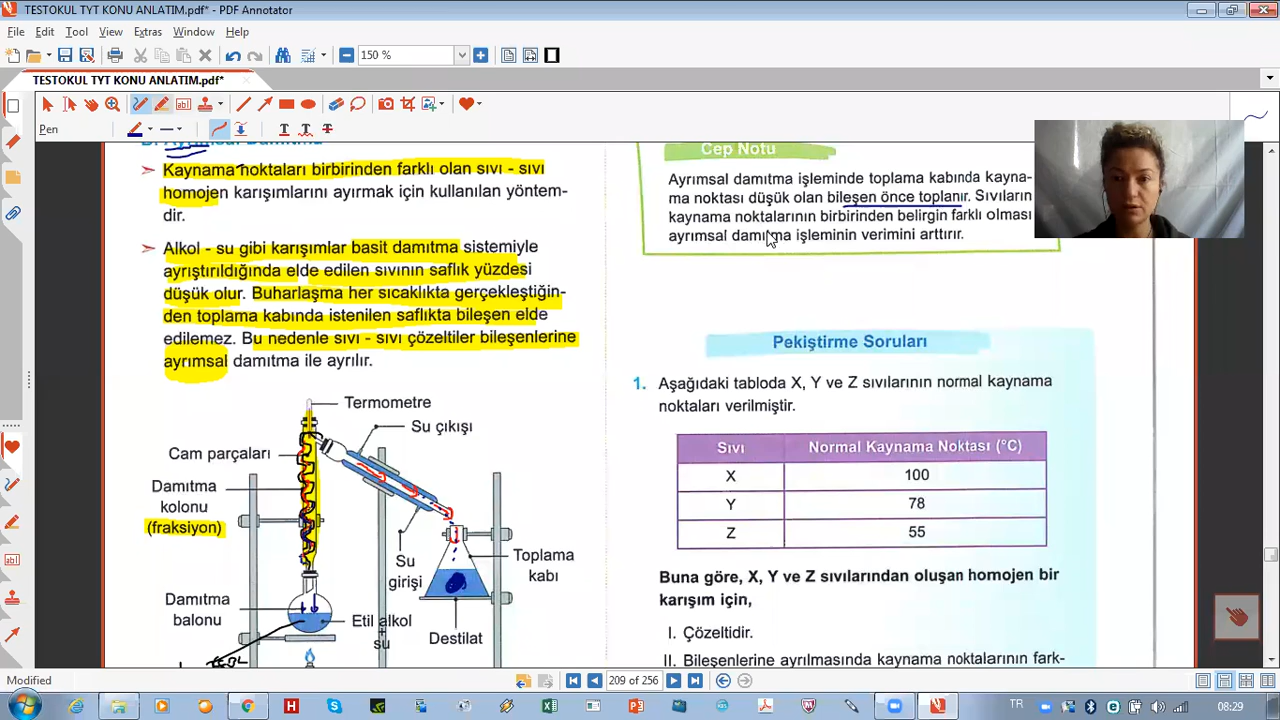 TESTOKUL TYT KONU ANLATIM.pdf* - PDF Annotator
File Edit Tool View Extras Window Help
150 %
TESTOKUL TYT KONU ANLATIM.pdf*
Pen
B. Ayrımsal Damıtma
➤ Kaynama noktaları birbirinden farklı olan sıvı - sıvı
homojen karışımlarını ayırmak için kullanılan yöntem-
dir.
➤ Alkol - su gibi karışımlar basit damıtma sistemiyle
ayrıştırıldığında elde edilen sıvının saflık yüzdesi
düşük olur. Buharlaşma her sıcaklıkta gerçekleştiğin-
den toplama kabında istenilen saflıkta bileşen elde
edilemez. Bu nedenle sıvı - sıvı çözeltiler bileşenlerine
ayrımsal damıtma ile ayrılır.
Termometre
Su çıkışı
Cam parçaları
Damıtma
kolonu
(fraksiyon)
Su
girişi
Toplama
kabı
Damıtma
balonu
Etil alkol
su
Destilat
Cep Notu
Ayrımsal damıtma işleminde toplama kabında kayna-
ma noktası düşük olan bileşen önce toplanır. Sıvıların
kaynama noktalarının birbirinden belirgin farklı olması
ayrımsal damıtma işleminin verimini arttırır.
Pekiştirme Soruları
1. Aşağıdaki tabloda X, Y ve Z sıvılarının normal kaynama
noktaları verilmiştir.
Sıvı Normal Kaynama Noktası (°C)
X 100
Y 78
Z 55
Buna göre, X, Y ve Z sıvılarından oluşan homojen bir
karışım için,
I. Çözeltidir.
II. Bileşenlerine ayrılmasında kaynama noktalarının fark-
Modified
209 of 256
TR
08:29